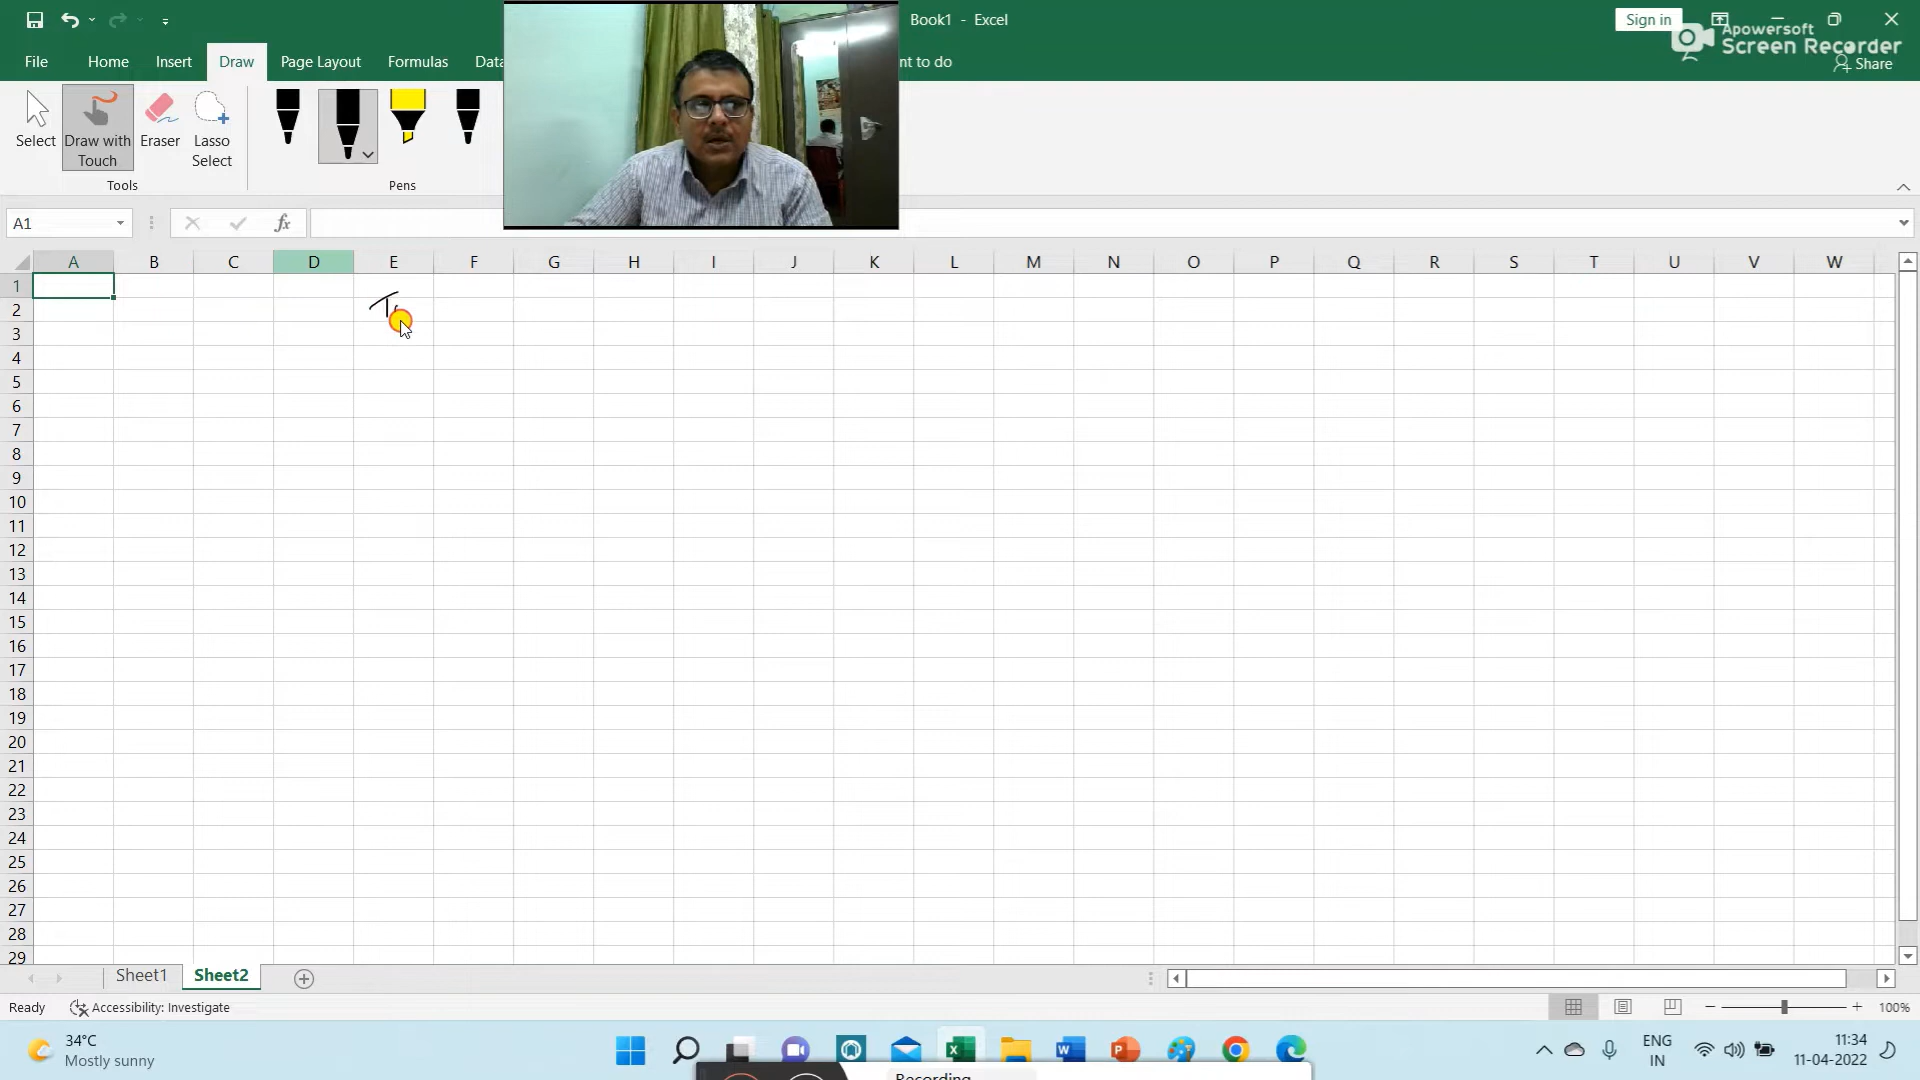 Book1 - Excel
Sign in
Apowersoft
Screen Recorder
File Home Insert Draw Page Layout Formulas Data nt to do Share
Select Draw with Touch Eraser Lasso Select
Tools Pens
A1 fx
A B C D E F G H I J K L M N O P Q R S T U V W
1
2
3
4
5
6
7
8
9
10
11
12
13
14
15
16
17
18
19
20
21
22
23
24
25
26
27
28
29
Sheet1 Sheet2
Ready Accessibility: Investigate 100%
34°C ENG 11:34
Mostly sunny IN 11-04-2022
Recording